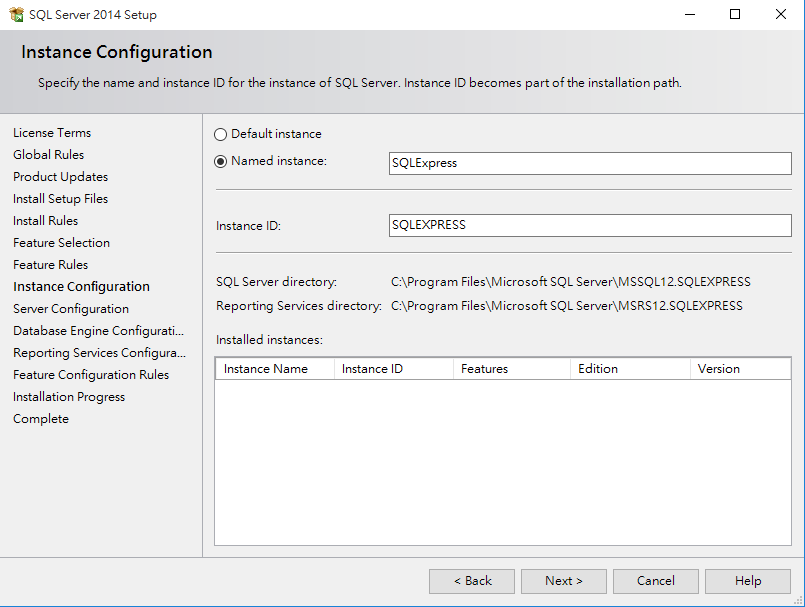 SQL Server 2014 Setup
Instance Configuration
Specify the name and instance ID for the instance of SQL Server. Instance ID becomes part of the installation path.
License Terms
Global Rules
Product Updates
Install Setup Files
Install Rules
Feature Selection
Feature Rules
Instance Configuration
Server Configuration
Database Engine Configurati...
Reporting Services Configura...
Feature Configuration Rules
Installation Progress
Complete
Default instance
Named instance: SQLExpress
Instance ID: SQLEXPRESS
SQL Server directory: C:\Program Files\Microsoft SQL Server\MSSQL12.SQLEXPRESS
Reporting Services directory: C:\Program Files\Microsoft SQL Server\MSRS12.SQLEXPRESS
Installed instances:
Instance Name Instance ID Features Edition Version
< Back Next > Cancel Help